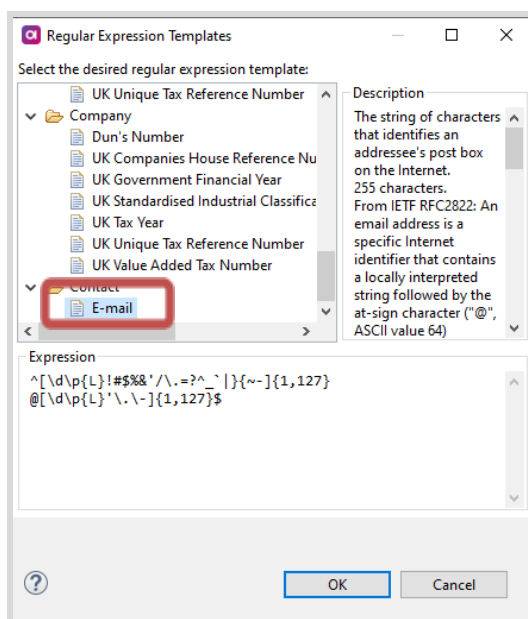 Regular Expression Templates
Select the desired regular expression template:
UK Unique Tax Reference Number
Company
Dun's Number
UK Companies House Reference Nu
UK Government Financial Year
UK Standardised Industrial Classifica
UK Tax Year
UK Unique Tax Reference Number
UK Value Added Tax Number
Contact
E-mail
Description
The string of characters
that identifies an
addressee's post box
on the Internet.
255 characters.
From IETF RFC2822: An
email address is a
specific Internet
identifier that contains
a locally interpreted
string followed by the
at-sign character ("@",
ASCII value 64)
Expression
^[\d\p{L}!#$%&'/\.=?^_`|}{~-]{1,127}
@[\d\p{L}'\.\-]{1,127}$
?
OK
Cancel